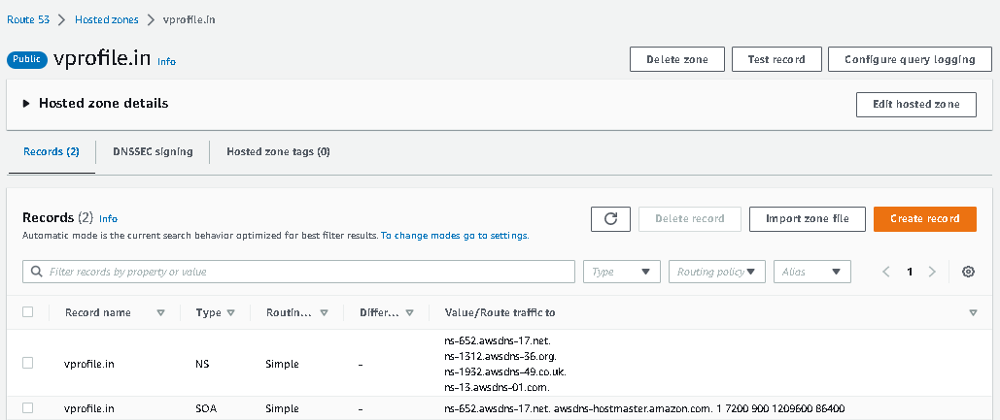 Route 53 > Hosted zones > vprofile.in
Public vprofile.in Info
Delete zone Test record Configure query logging
Hosted zone details
Edit hosted zone
Records (2) DNSSEC signing Hosted zone tags (0)
Records (2) Info
Delete record Import zone file Create record
Automatic mode is the current search behavior optimized for best filter results. To change modes go to settings.
Filter records by property or value Type Routing policy Alias 1
Record name Type Routin... Differ... Value/Route traffic to
vprofile.in NS Simple -
ns-652.awsdns-17.net.
ns-1312.awsdns-36.org.
ns-1932.awsdns-49.co.uk.
ns-13.awsdns-01.com.
vprofile.in SOA Simple - ns-652.awsdns-17.net. awsdns-hostmaster.amazon.com. 1 7200 900 1209600 86400